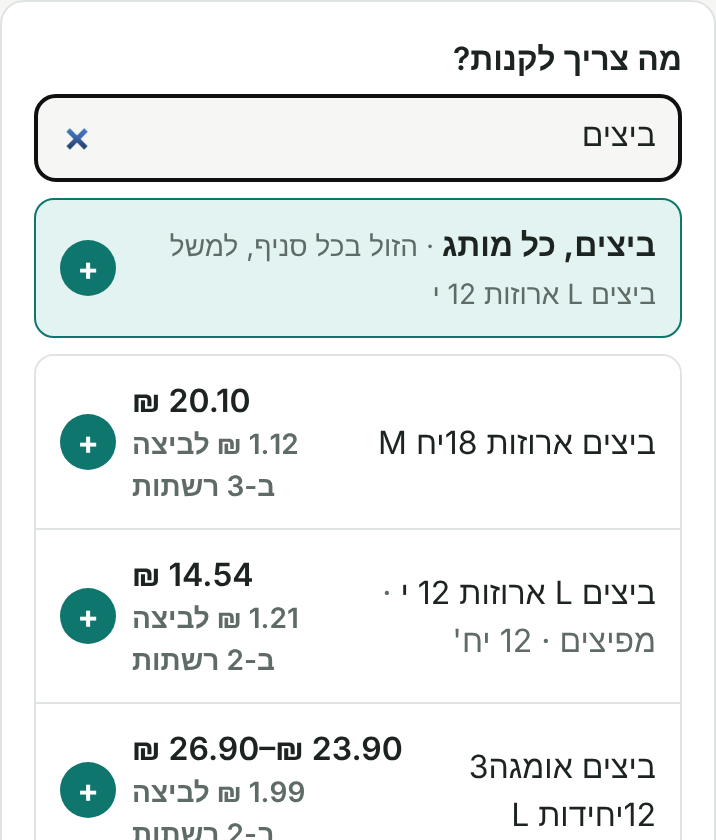 מה צריך לקנות?
ביצים
×
ביצים, כל מותג · הזול בכל סניף, למשל
ביצים L ארוזות 12 י
+
ביצים ארוזות 18יח M
20.10 ₪
1.12 ₪ לביצה
ב-3 רשתות
+
ביצים L ארוזות 12 י ·
מפיצים · 12 יח'
14.54 ₪
1.21 ₪ לביצה
ב-2 רשתות
+
ביצים אומגה3
12יחידות L
23.90 ₪–26.90 ₪
1.99 ₪ לביצה
ב-2 רשתות
+